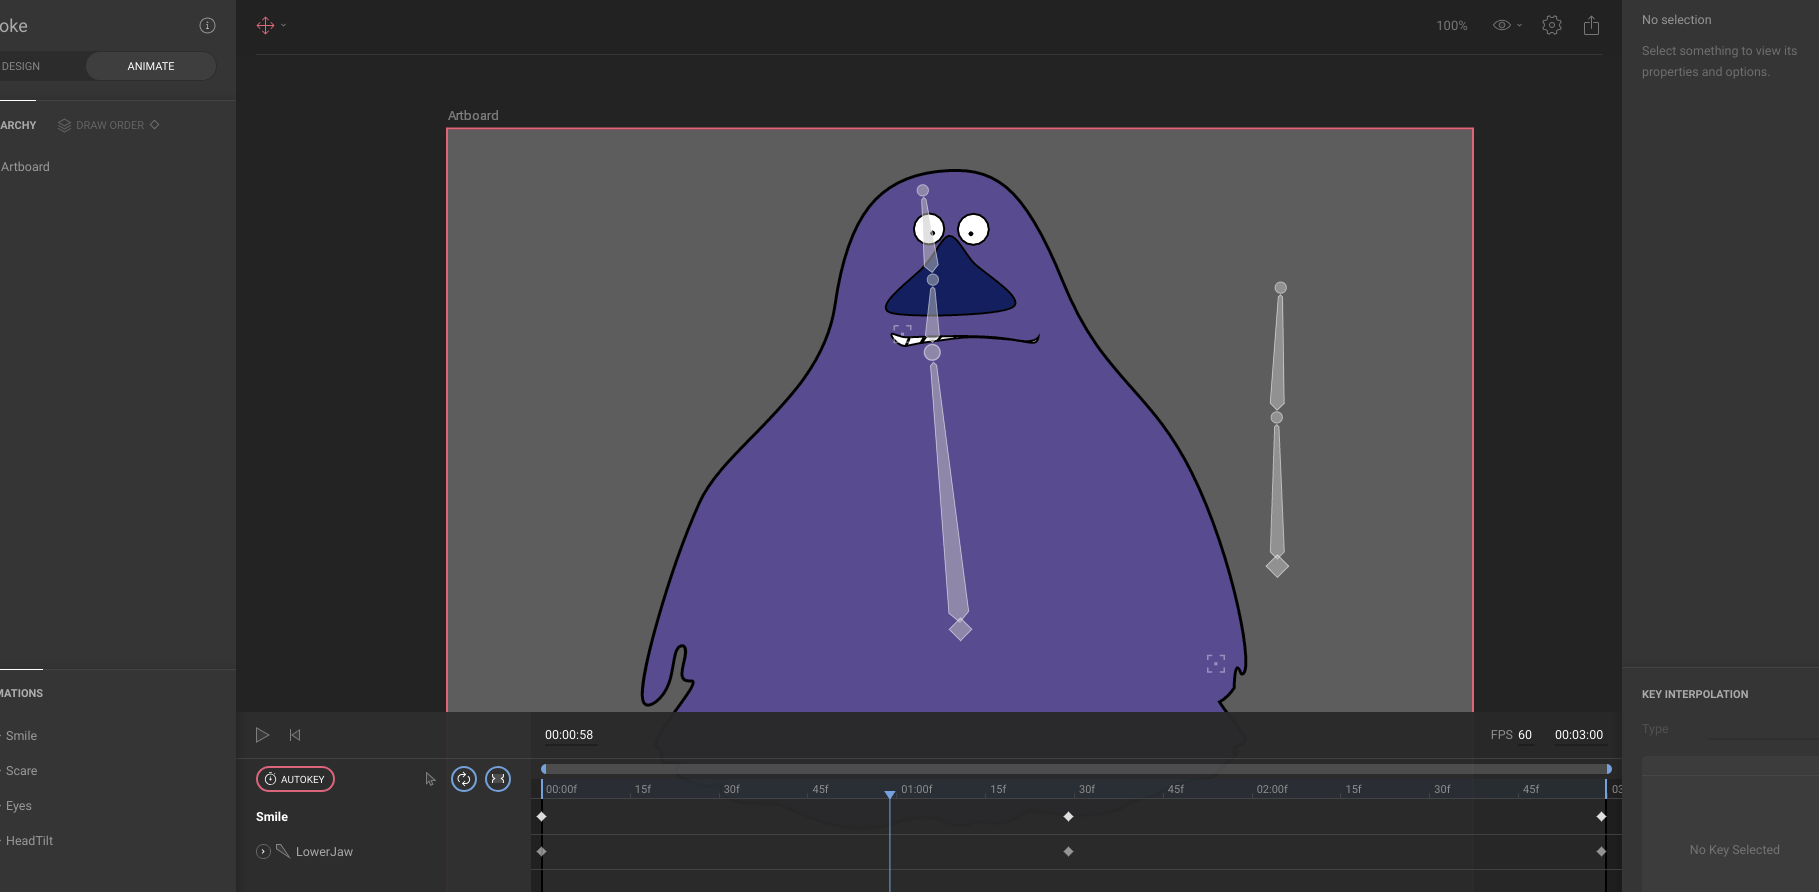 oke
DESIGN
ANIMATE
ARCHY
DRAW ORDER
Artboard
100%
Artboard
No selection
Select something to view its
properties and options.
MATIONS
Smile
Scare
Eyes
HeadTilt
00:00:58
FPS 60
00:03:00
AUTOKEY
00:00f
15f
30f
45f
01:00f
15f
30f
45f
02:00f
15f
30f
45f
03
Smile
LowerJaw
KEY INTERPOLATION
Type
No Key Selected